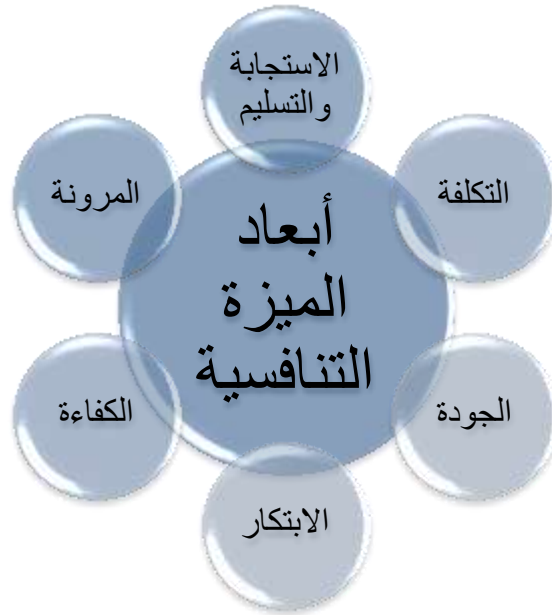 الاستجابة
والتسليم
التكلفة
المرونة
أبعاد
الميزة
التنافسية
الجودة
الكفاءة
الابتكار